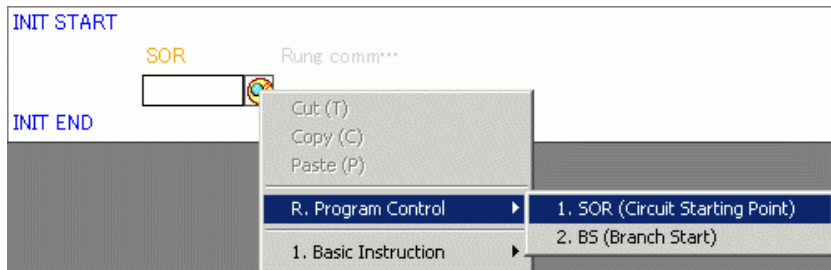 INIT START
SOR Rung comm···
INIT END
Cut (T)
Copy (C)
Paste (P)
R. Program Control
1. Basic Instruction
1. SOR (Circuit Starting Point)
2. BS (Branch Start)